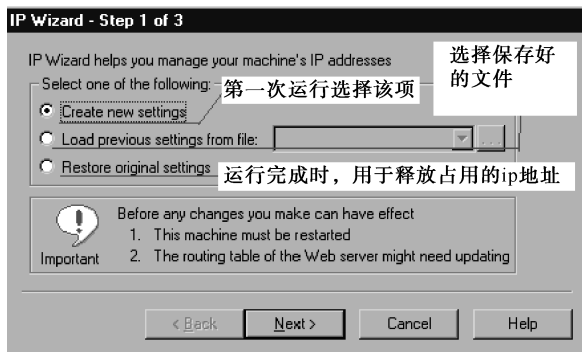 IP Wizard - Step 1 of 3
IP Wizard helps you manage your machine's IP addresses
选择保存好
的文件
Select one of the following:
第一次运行选择该项
Create new settings
Load previous settings from file:
...
Restore original settings
运行完成时，用于释放占用的ip地址
Before any changes you make can have effect
1. This machine must be restarted
2. The routing table of the Web server might need updating
Important
< Back
Next >
Cancel
Help